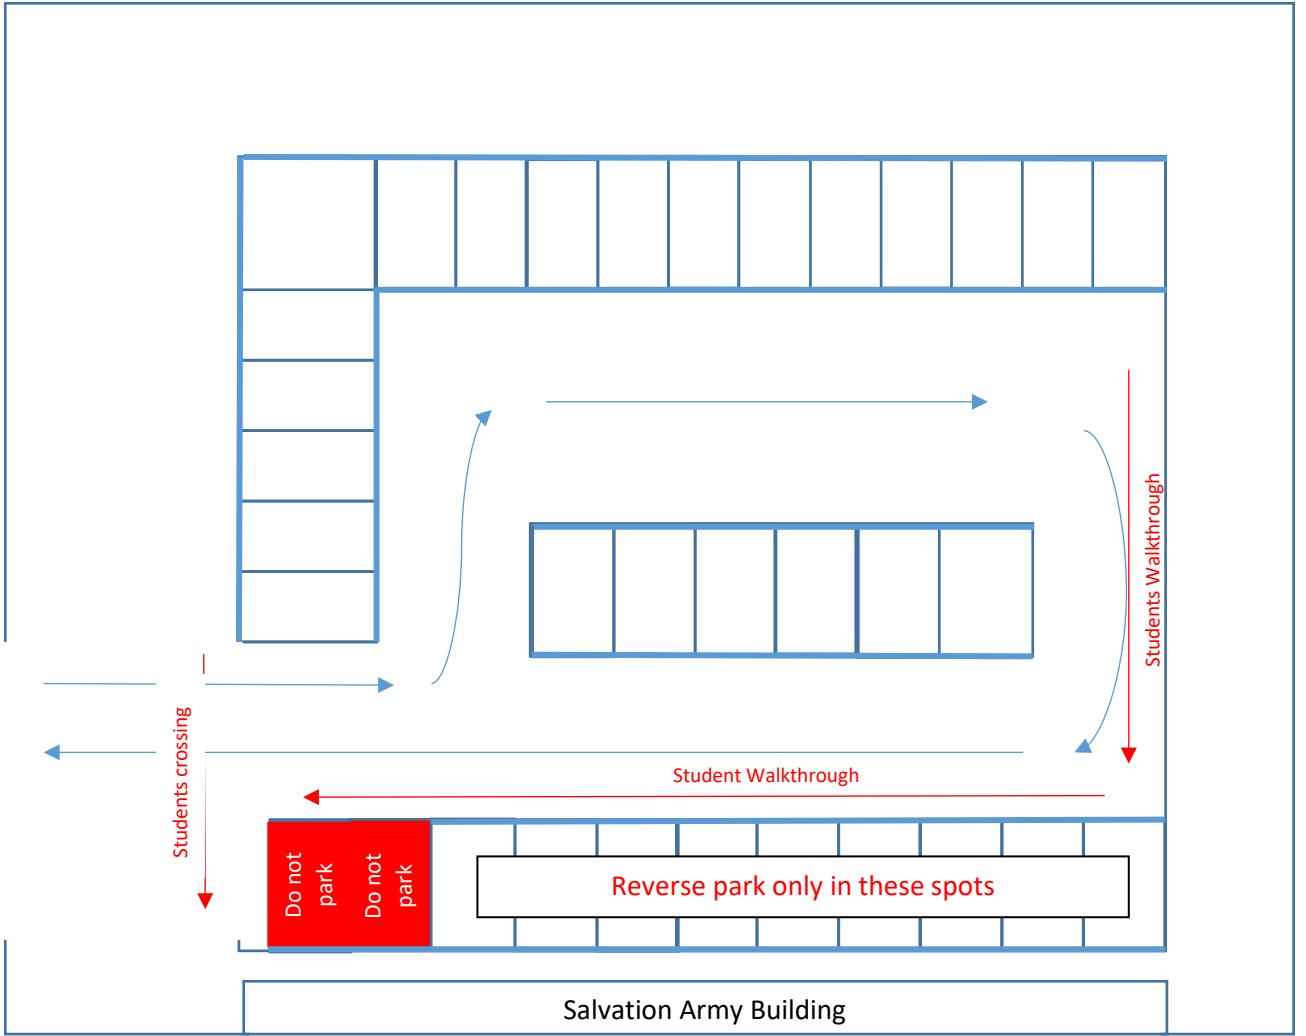 Students Walkthrough
Students crossing
Student Walkthrough
Do not
park
Do not
park
Reverse park only in these spots
Salvation Army Building